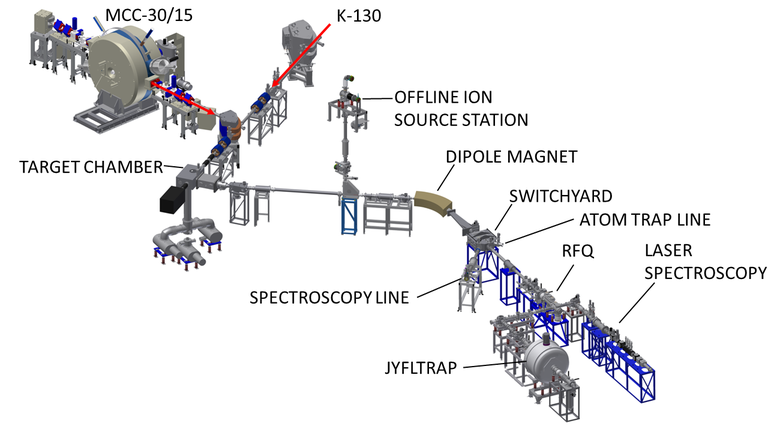 MCC-30/15
K-130
OFFLINE ION
SOURCE STATION
DIPOLE MAGNET
TARGET CHAMBER
SWITCHYARD
ATOM TRAP LINE
RFQ
LASER
SPECTROSCOPY
SPECTROSCOPY LINE
JYFLTRAP